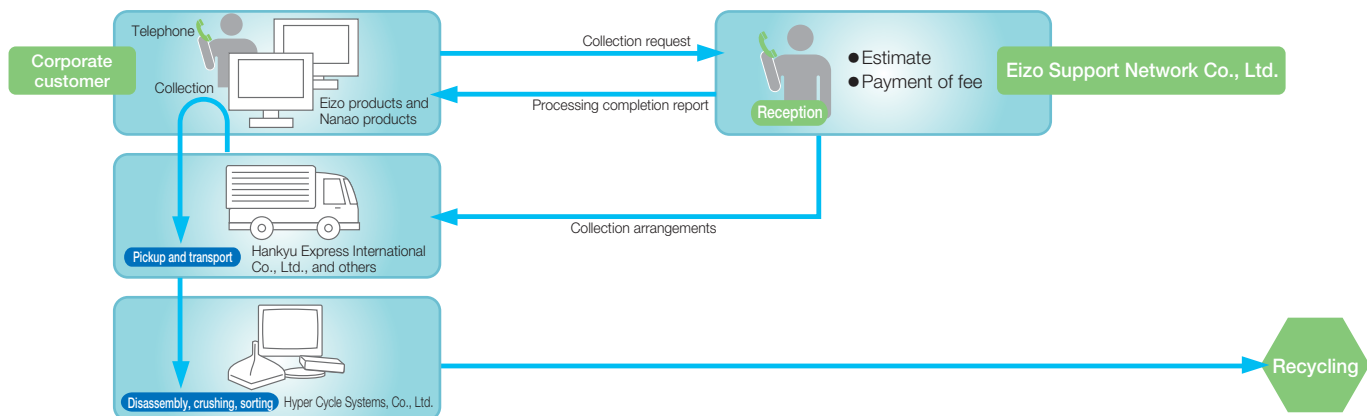 Telephone
Corporate
customer
Collection
Eizo products and
Nanao products
Collection request
Processing completion report
●Estimate
●Payment of fee
Reception
Eizo Support Network Co., Ltd.
Collection arrangements
Pickup and transport
Hankyu Express International
Co., Ltd., and others
Disassembly, crushing, sorting
Hyper Cycle Systems, Co., Ltd.
Recycling